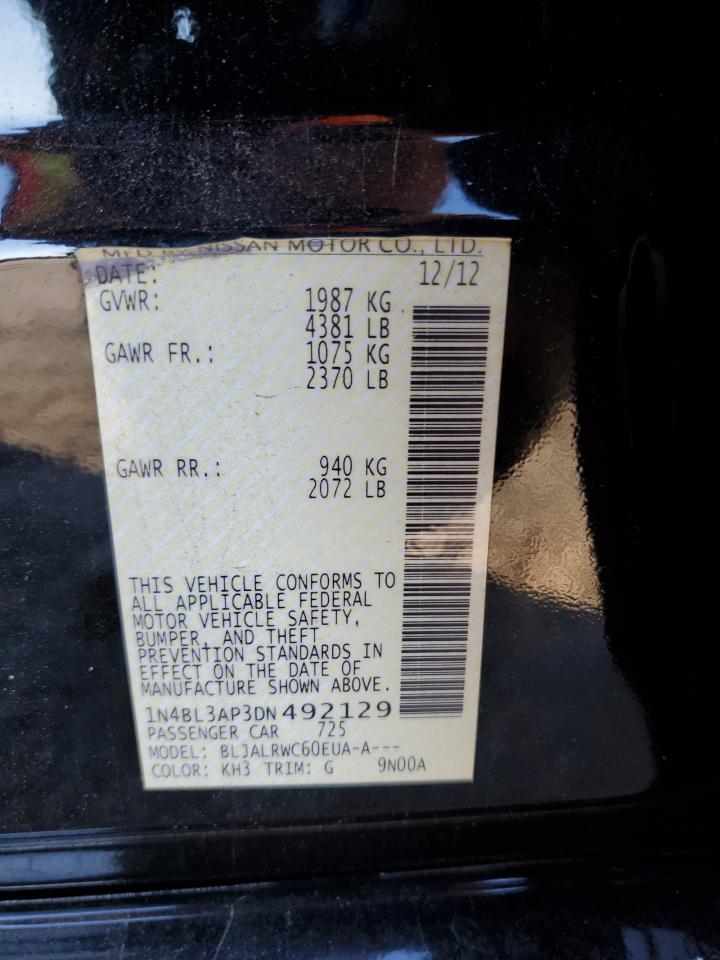 MFD BY NISSAN MOTOR CO., LTD.
DATE: 12/12
GVWR: 1987 KG
4381 LB
GAWR FR.: 1075 KG
2370 LB
GAWR RR.: 940 KG
2072 LB
THIS VEHICLE CONFORMS TO
ALL APPLICABLE FEDERAL
MOTOR VEHICLE SAFETY,
BUMPER, AND THEFT
PREVENTION STANDARDS IN
EFFECT ON THE DATE OF
MANUFACTURE SHOWN ABOVE.
1N4BL3AP3DN492129
PASSENGER CAR 725
MODEL: BLJALRWC60EUA-A---
COLOR: KH3 TRIM: G 9N00A